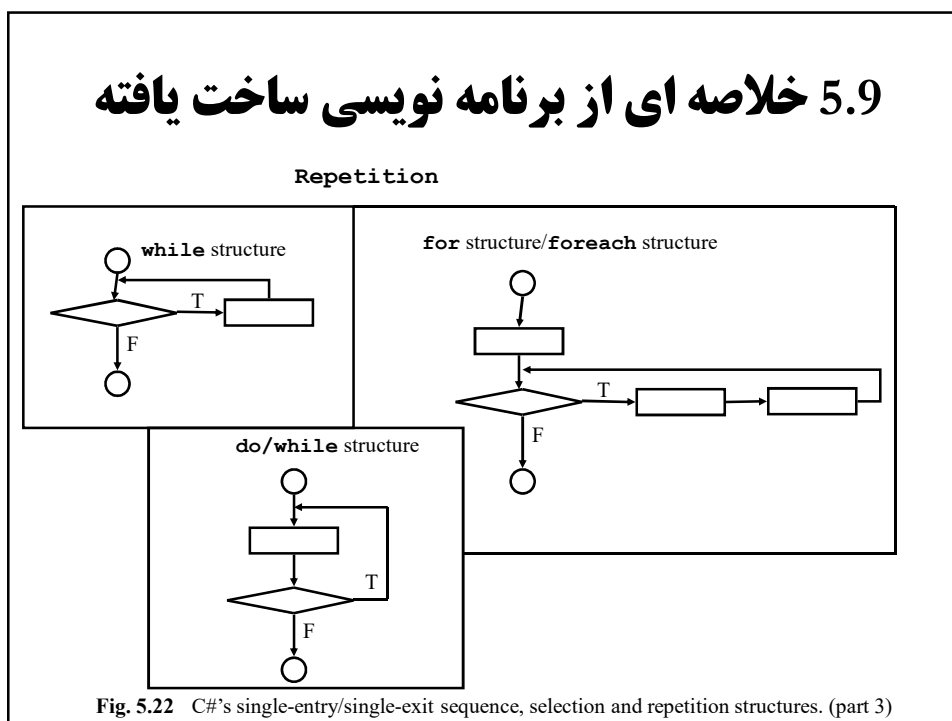 5.9 خلاصه ای از برنامه نویسی ساخت یافته
Repetition
while structure
T
F
for structure/foreach structure
T
F
do/while structure
T
F
Fig. 5.22 C#'s single-entry/single-exit sequence, selection and repetition structures. (part 3)